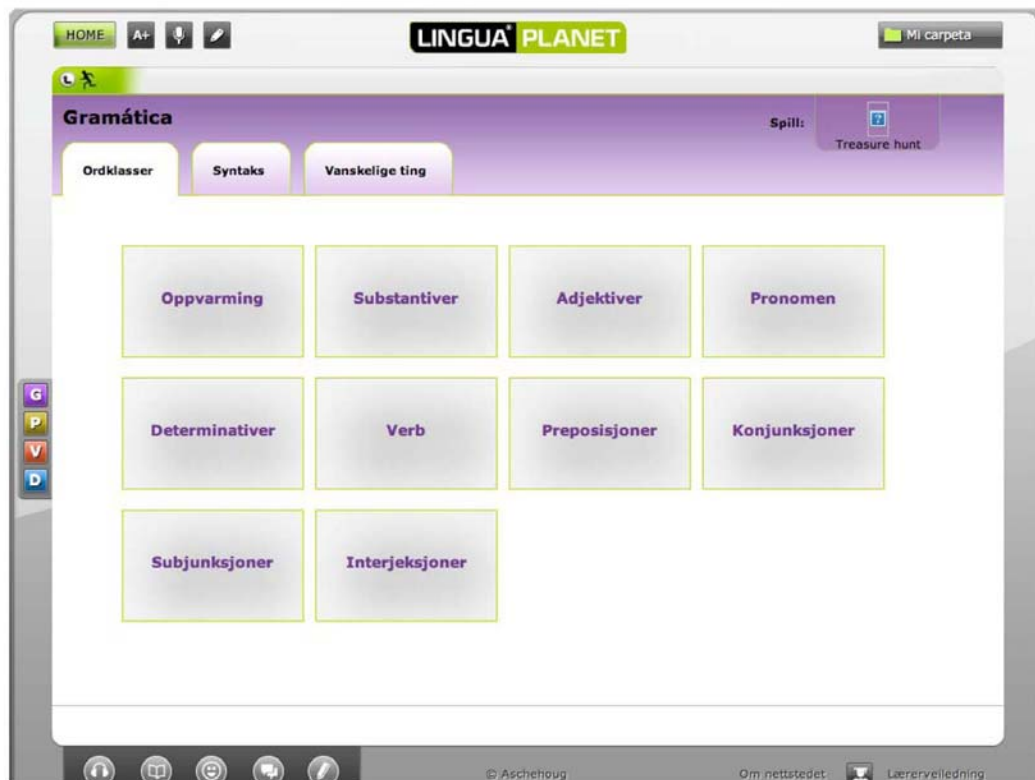 HOME A+ LINGUA PLANET Mi carpeta
L
Gramática
Spill:
Treasure hunt
Ordklasser Syntaks Vanskelige ting
Oppvarming Substantiver Adjektiver Pronomen
G
P
Determinativer Verb Preposisjoner Konjunksjoner
V
D
Subjunksjoner Interjeksjoner
© Aschehoug Om nettstedet Lærerveiledning